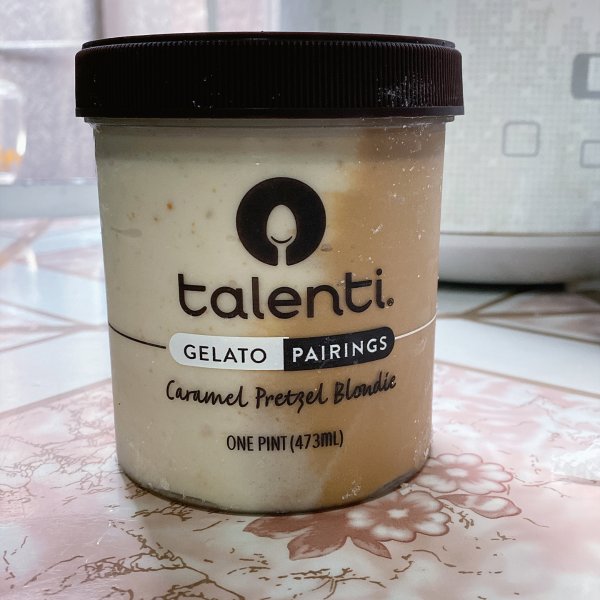 talenti®
GELATO PAIRINGS
Caramel Pretzel Blondie
ONE PINT (473mL)